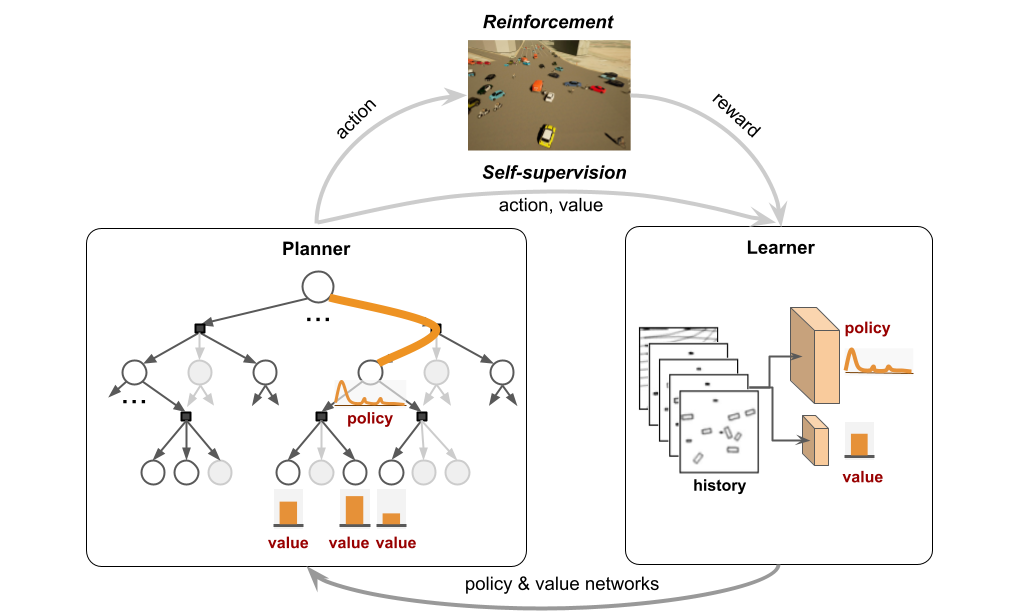 Reinforcement
action
reward
Self-supervision
action, value
Planner
...
...
policy
value
value
value
Learner
policy
value
history
policy & value networks